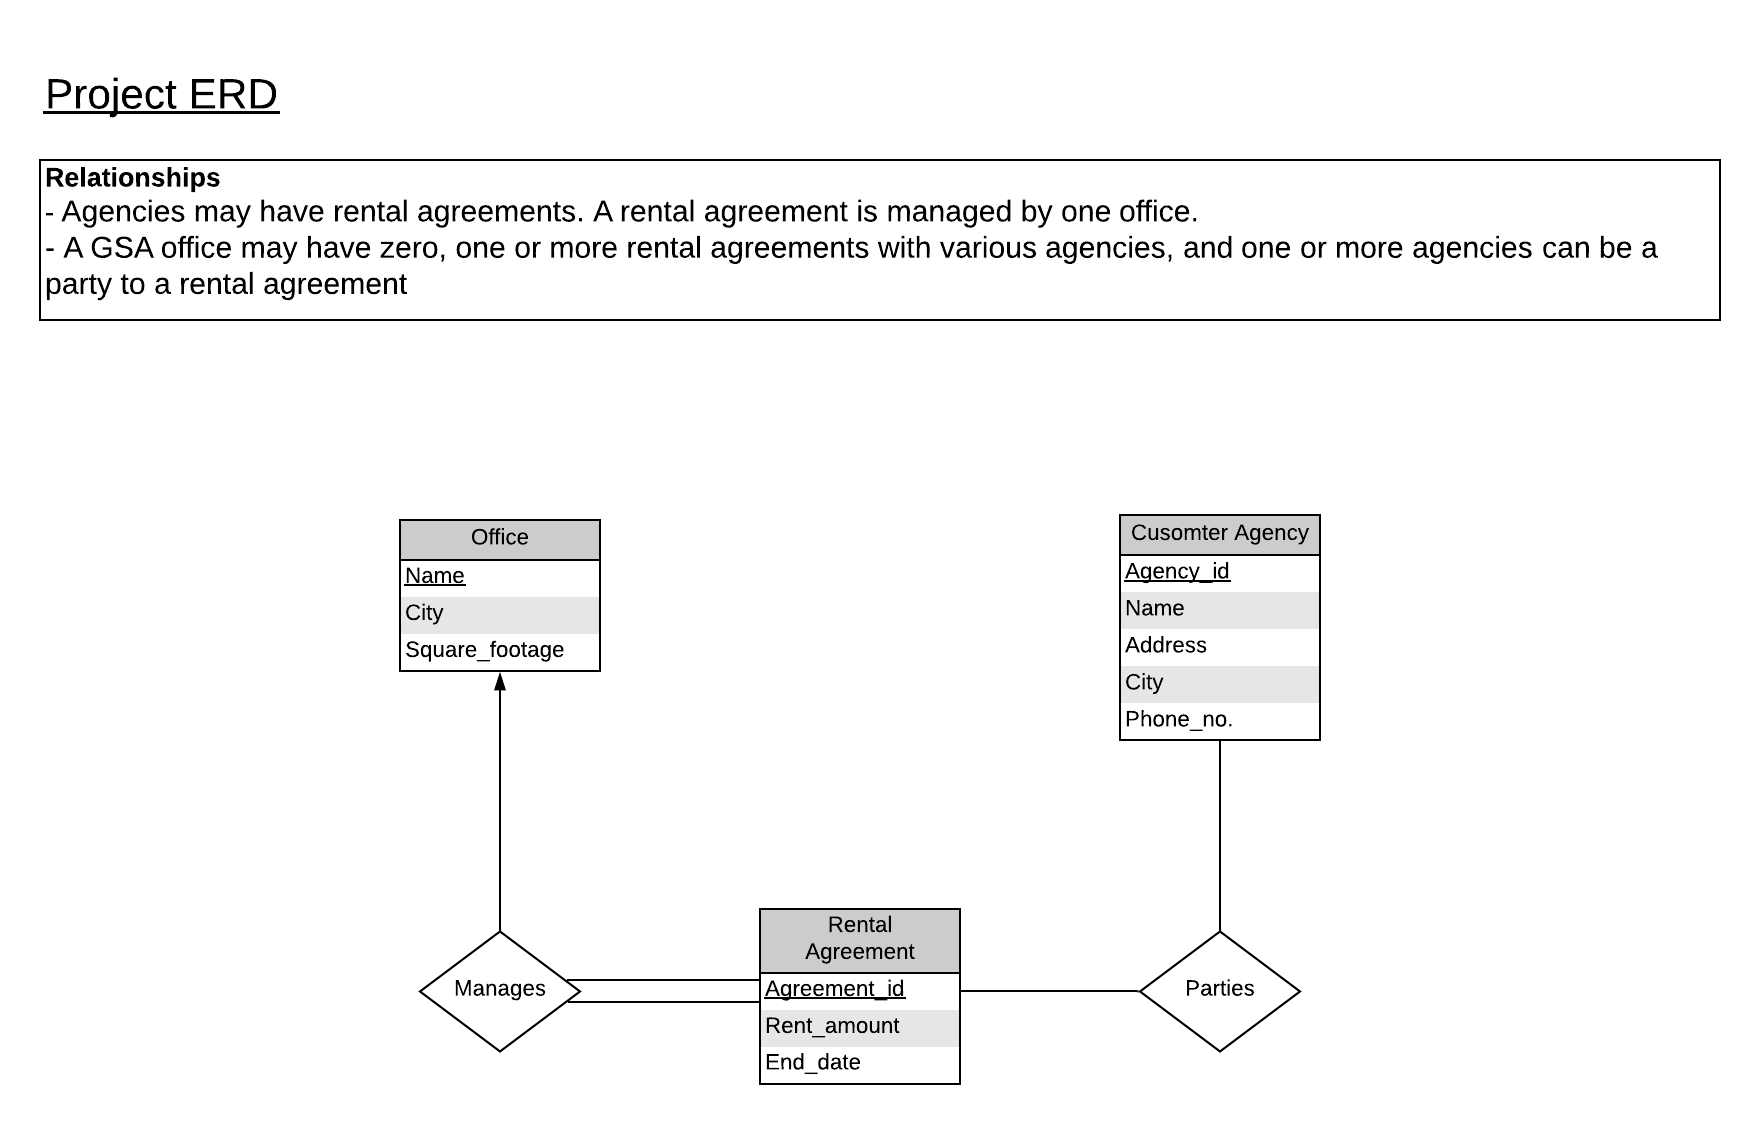 Project ERD
Relationships
- Agencies may have rental agreements. A rental agreement is managed by one office.
- A GSA office may have zero, one or more rental agreements with various agencies, and one or more agencies can be a
party to a rental agreement
Office
Name
City
Square_footage
Cusomter Agency
Agency_id
Name
Address
City
Phone_no.
Manages
Rental
Agreement
Agreement_id
Rent_amount
End_date
Parties